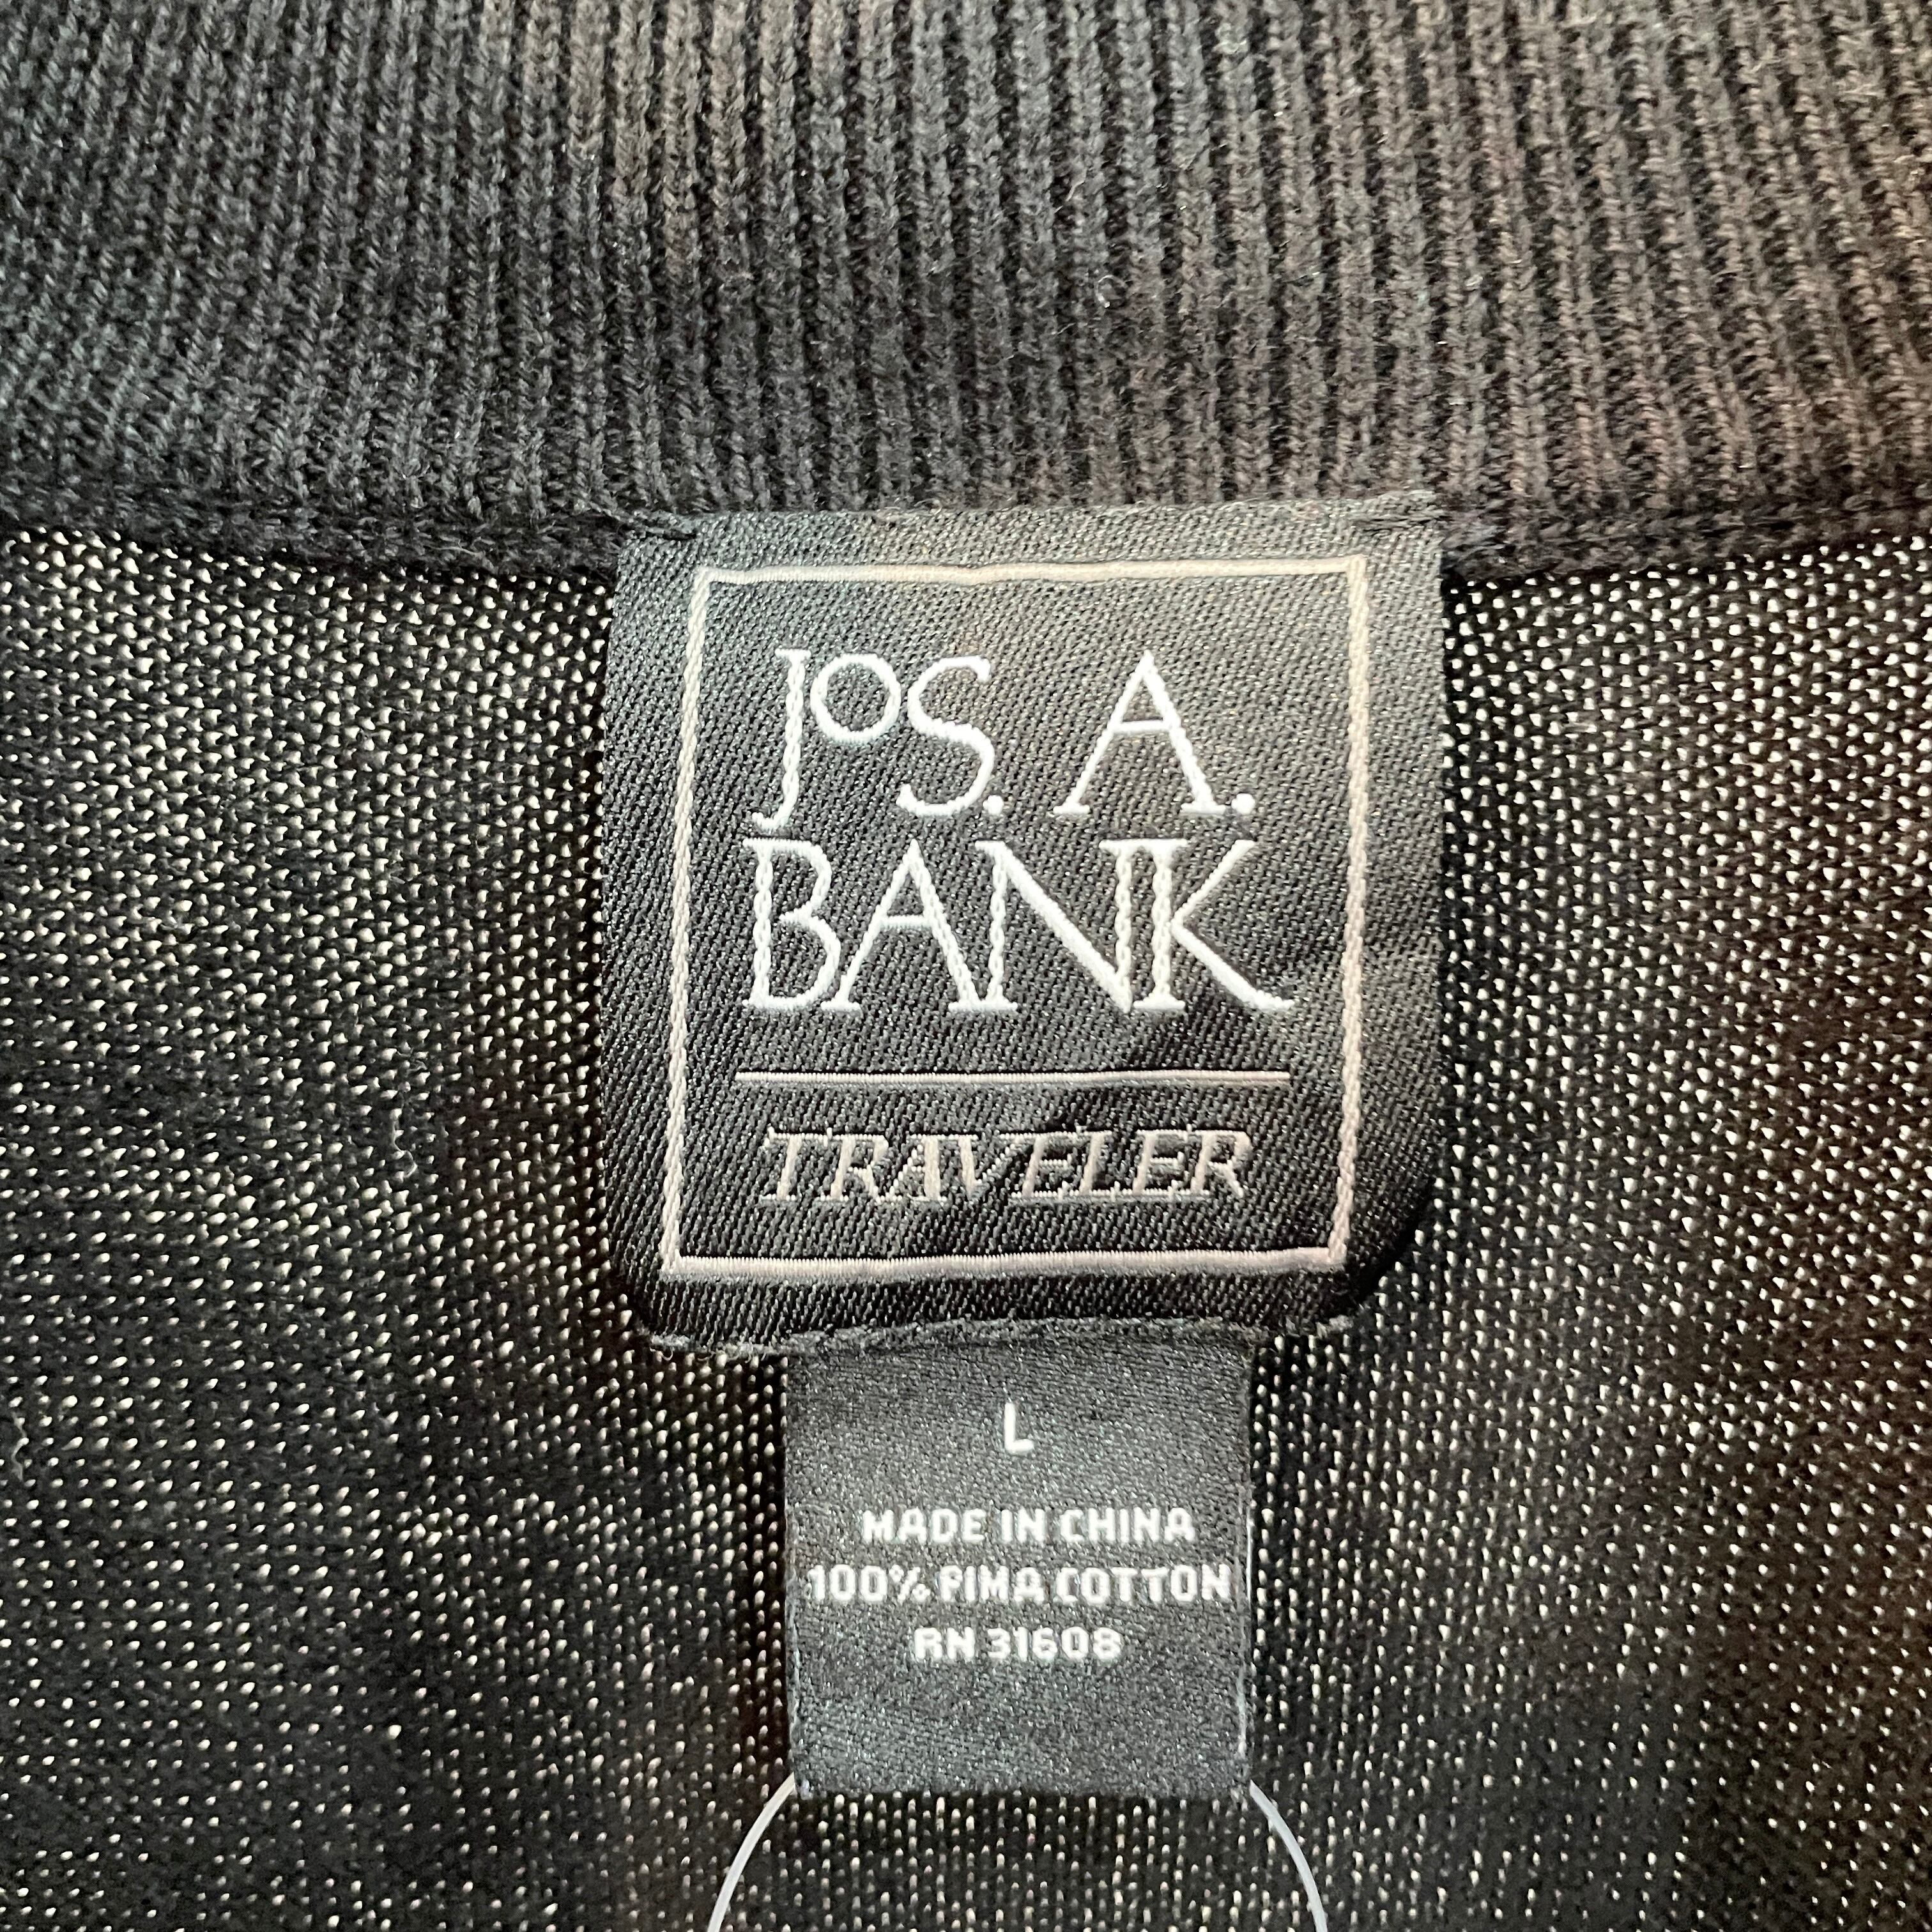 JoS. A.
BANK
TRAVELER
L
MADE IN CHINA
100% PIMA COTTON
RN 31608